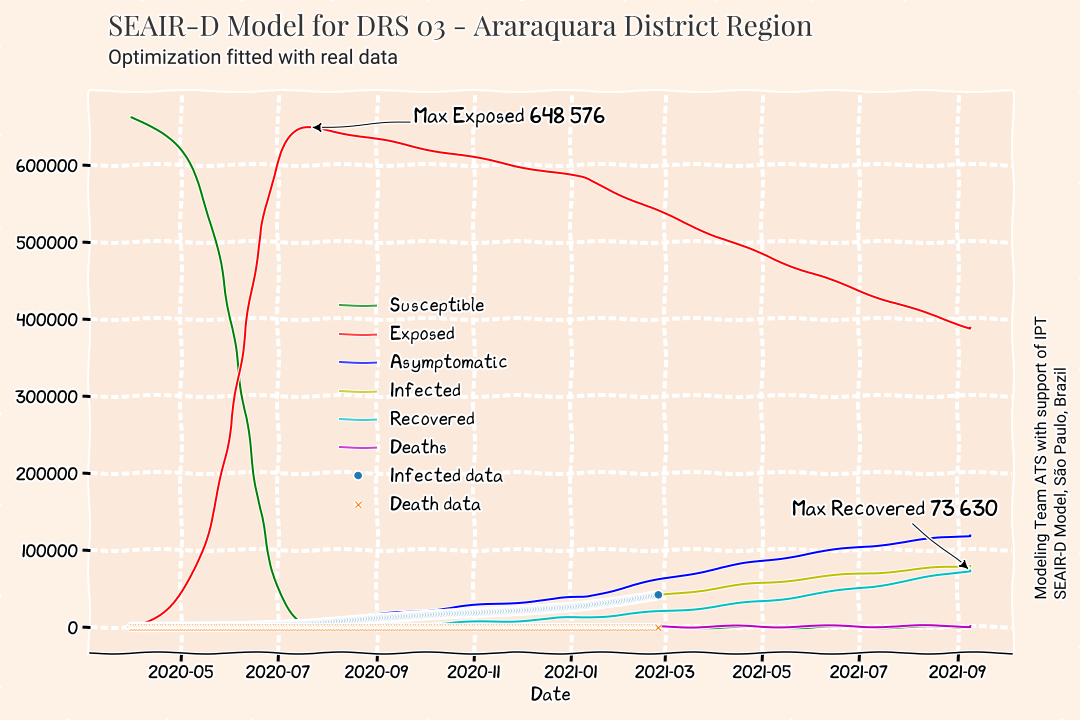 SEAIR-D Model for DRS 03 - Araraquara District Region
Optimization fitted with real data
Max Exposed 648 576
600000
500000
400000
300000
200000
100000
0
Susceptible
Exposed
Asymptomatic
Infected
Recovered
Deaths
Infected data
Death data
Max Recovered 73 630
2020-05
2020-07
2020-09
2020-11
2021-01
2021-03
2021-05
2021-07
2021-09
Date
Modeling Team ATS with support of IPT
SEAIR-D Model, São Paulo, Brazil